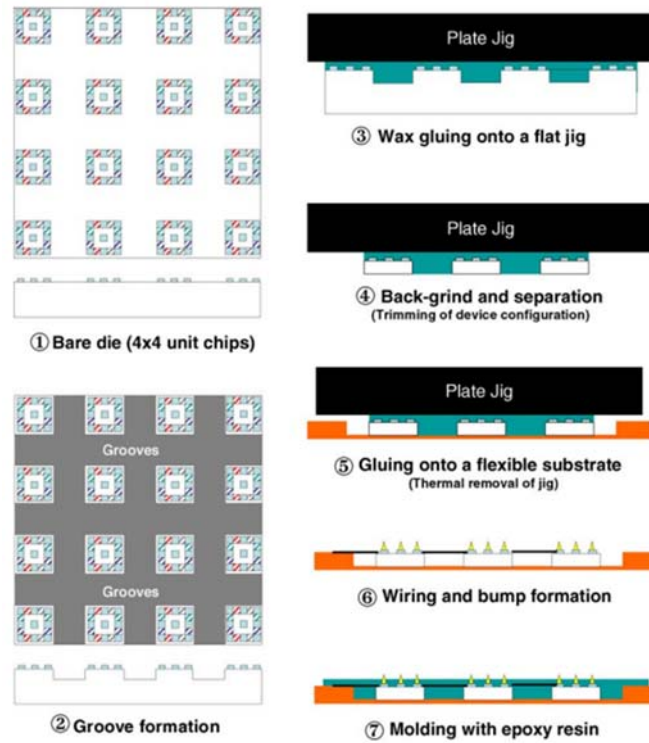 ① Bare die (4x4 unit chips)
Grooves
Grooves
② Groove formation
Plate Jig
③ Wax gluing onto a flat jig
Plate Jig
④ Back-grind and separation
(Trimming of device configuration)
Plate Jig
⑤ Gluing onto a flexible substrate
(Thermal removal of jig)
⑥ Wiring and bump formation
⑦ Molding with epoxy resin